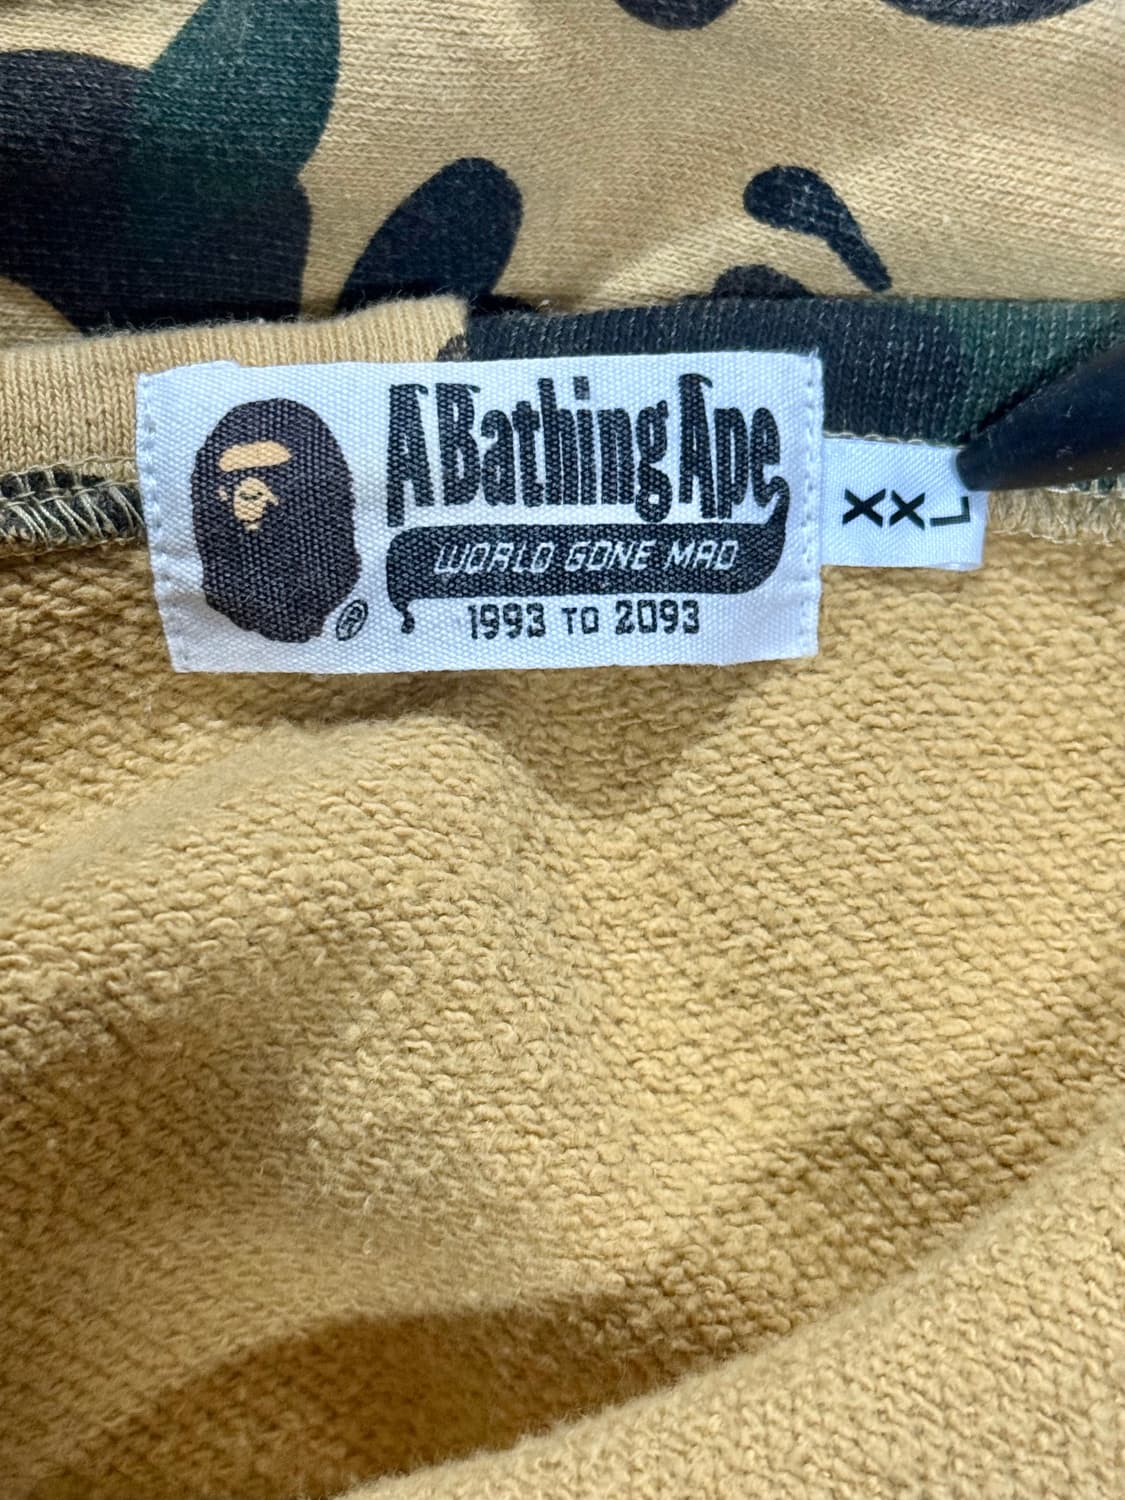 A Bathing Ape
WORLD GONE MAD
®
1993 TO 2093
XXL